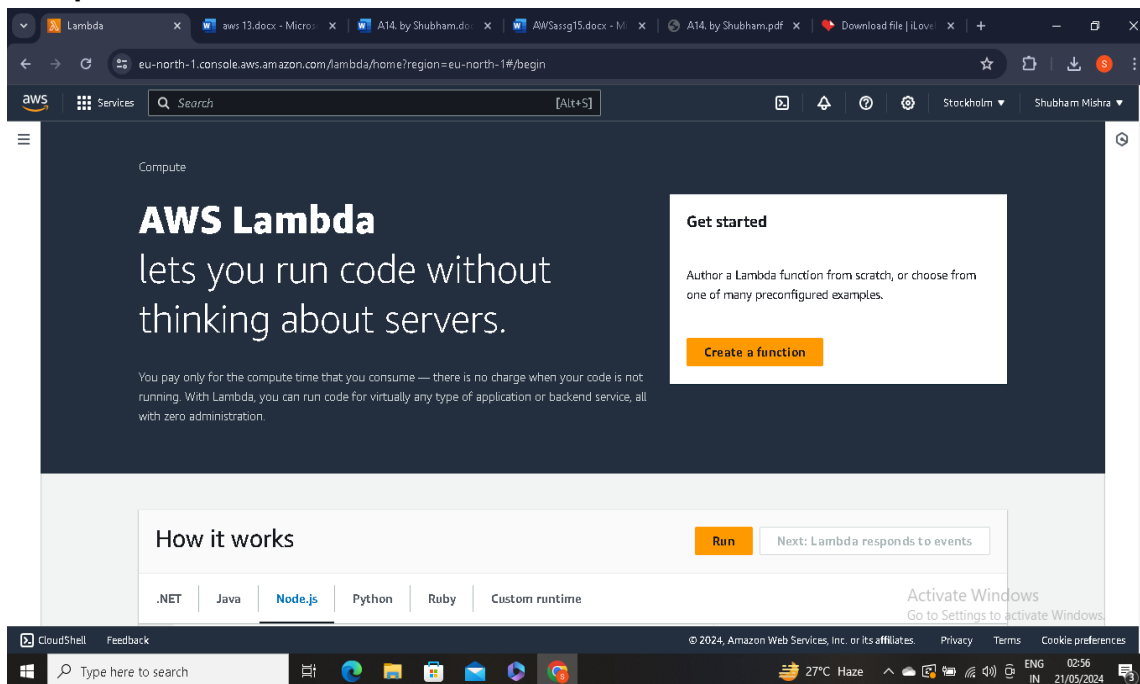 Lambda
aws 13.docx - Micros
A14. by Shubham.doc
AWSassg15.docx - Mi
A14. by Shubham.pdf
Download file | iLovel
eu-north-1.console.aws.amazon.com/lambda/home?region=eu-north-1#/begin
S
aws
Services
Search
[Alt+S]
Stockholm
Shubham Mishra
Compute
AWS Lambda
lets you run code without
thinking about servers.
You pay only for the compute time that you consume — there is no charge when your code is not
running. With Lambda, you can run code for virtually any type of application or backend service, all
with zero administration.
Get started
Author a Lambda function from scratch, or choose from
one of many preconfigured examples.
Create a function
How it works
Run
Next: Lambda responds to events
.NET
Java
Node.js
Python
Ruby
Custom runtime
Activate Windows
Go to Settings to activate Windows.
CloudShell
Feedback
© 2024, Amazon Web Services, Inc. or its affiliates.
Privacy
Terms
Cookie preferences
Type here to search
27°C Haze
ENG
IN
02:56
21/05/2024
3